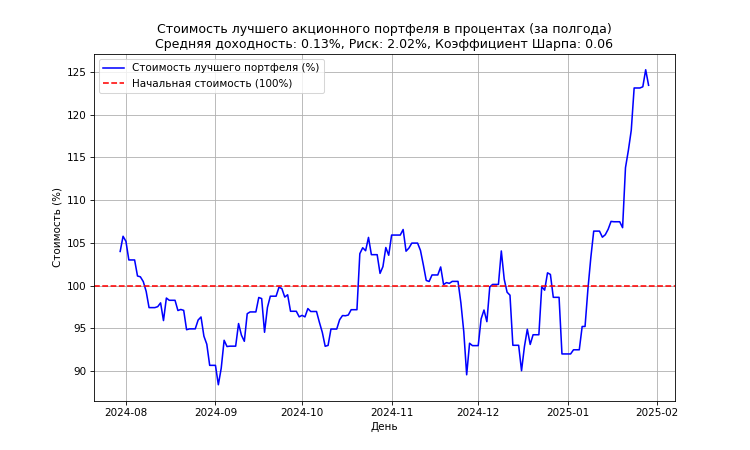 Стоимость лучшего акционного портфеля в процентах (за полгода)
Средняя доходность: 0.13%, Риск: 2.02%, Коэффициент Шарпа: 0.06
Стоимость лучшего портфеля (%)
Начальная стоимость (100%)
Стоимость (%)
125
120
115
110
105
100
95
90
2024-08 2024-09 2024-10 2024-11 2024-12 2025-01 2025-02
День